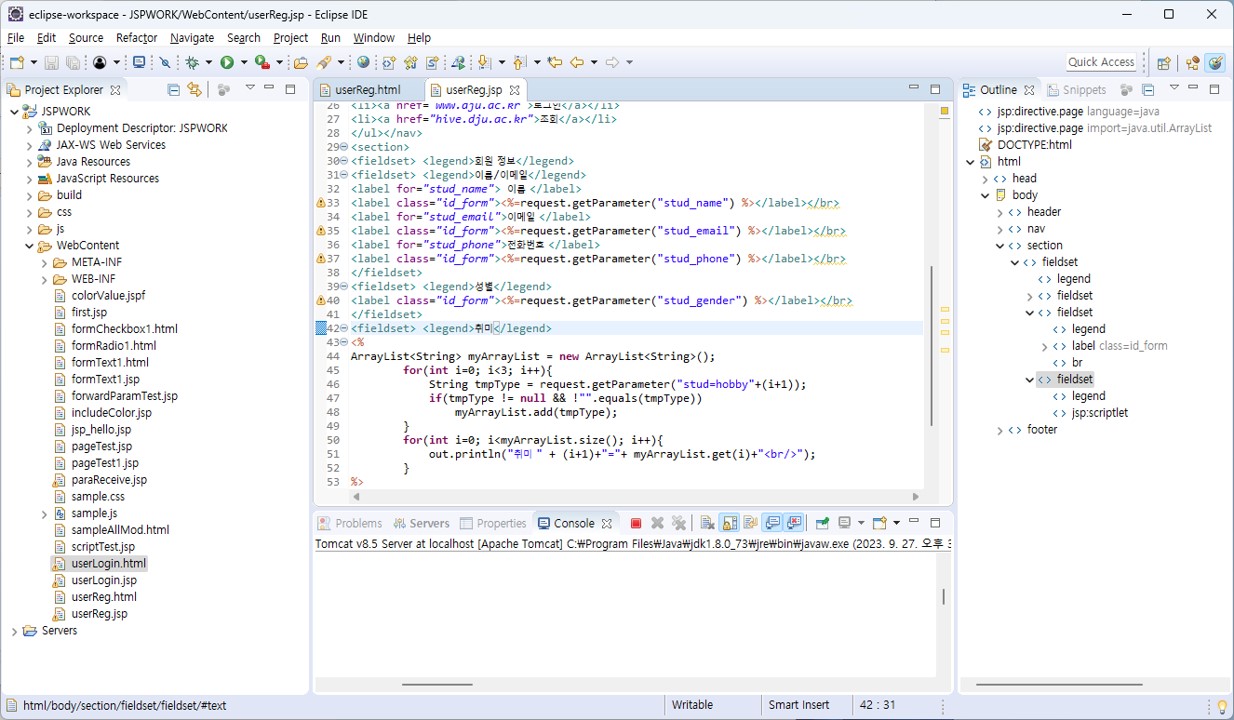 eclipse-workspace - JSPWORK/WebContent/userReg.jsp - Eclipse IDE
File Edit Source Refactor Navigate Search Project Run Window Help
Quick Access
Project Explorer
JSPWORK
Deployment Descriptor: JSPWORK
JAX-WS Web Services
Java Resources
JavaScript Resources
build
css
js
WebContent
META-INF
WEB-INF
colorValue.jspf
first.jsp
formCheckbox1.html
formRadio1.html
formText1.html
formText1.jsp
forwardParamTest.jsp
includeColor.jsp
jsp_hello.jsp
pageTest.jsp
pageTest1.jsp
paraReceive.jsp
sample.css
sample.js
sampleAllMod.html
scriptTest.jsp
userLogin.html
userLogin.jsp
userReg.html
userReg.jsp
Servers
userReg.html userReg.jsp
26 <li><a href="www.dju.ac.kr">로그인</a></li>
27 <li><a href="hive.dju.ac.kr">조회</a></li>
28 </ul></nav>
29 <section>
30 <fieldset> <legend>회원 정보</legend>
31 <fieldset> <legend>이름/이메일</legend>
32 <label for="stud_name"> 이름 </label>
33 <label class="id_form"><%=request.getParameter("stud_name") %></label></br>
34 <label for="stud_email">이메일 </label>
35 <label class="id_form"><%=request.getParameter("stud_email") %></label></br>
36 <label for="stud_phone">전화번호 </label>
37 <label class="id_form"><%=request.getParameter("stud_phone") %></label></br>
38 </fieldset>
39 <fieldset> <legend>성별</legend>
40 <label class="id_form"><%=request.getParameter("stud_gender") %></label></br>
41 </fieldset>
42 <fieldset> <legend>취미</legend>
43 <%
44 ArrayList<String> myArrayList = new ArrayList<String>();
45 for(int i=0; i<3; i++){
46 String tmpType = request.getParameter("stud=hobby"+(i+1));
47 if(tmpType != null && !"".equals(tmpType))
48 myArrayList.add(tmpType);
49 }
50 for(int i=0; i<myArrayList.size(); i++){
51 out.println("취미 " + (i+1)+"="+ myArrayList.get(i)+"<br/>");
52 }
53 %>
Problems Servers Properties Console
Tomcat v8.5 Server at localhost [Apache Tomcat] C:₩Program Files₩Java₩jdk1.8.0_73₩jre₩bin₩javaw.exe (2023. 9. 27. 오후 3
Outline Snippets
jsp:directive.page language=java
jsp:directive.page import=java.util.ArrayList
DOCTYPE:html
html
head
body
header
nav
section
fieldset
legend
fieldset
fieldset
legend
label class=id_form
br
fieldset
legend
jsp:scriptlet
footer
html/body/section/fieldset/fieldset/#text Writable Smart Insert 42 : 31